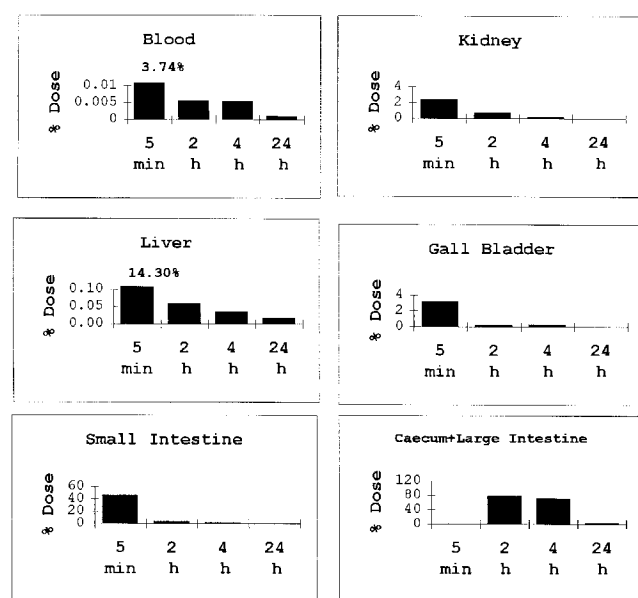 Blood
3.74%
% Dose
0.01
0.005
0
5 2 4 24
min h h h
Kidney
% Dose
4
2
0
5 2 4 24
min h h h
Liver
14.30%
% Dose
0.10
0.05
0.00
5 2 4 24
min h h h
Gall Bladder
% Dose
4
2
0
5 2 4 24
min h h h
Small Intestine
% Dose
60
40
20
0
5 2 4 24
min h h h
Caecum+Large Intestine
% Dose
120
80
40
0
5 2 4 24
min h h h